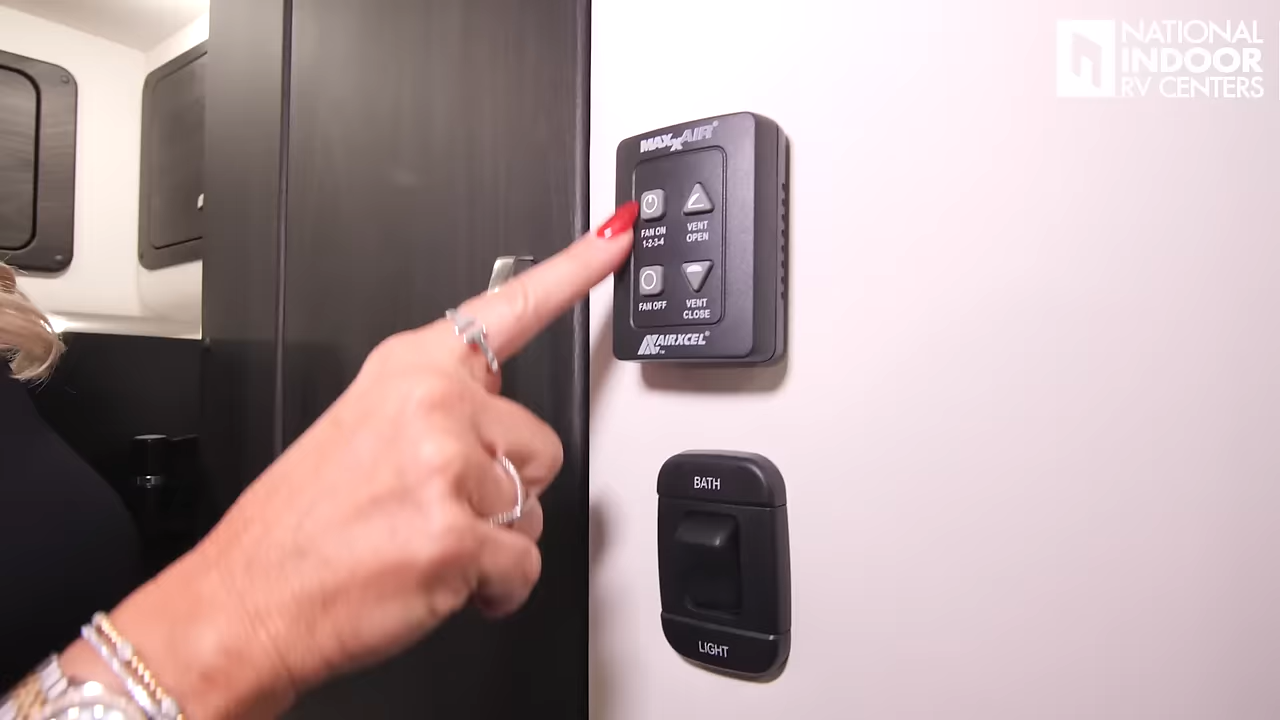 NATIONAL
INDOOR
RV CENTERS
MAXXAIR®
FAN ON
1-2-3-4
VENT
OPEN
FAN OFF
VENT
CLOSE
AIRXCEL®
BATH
LIGHT